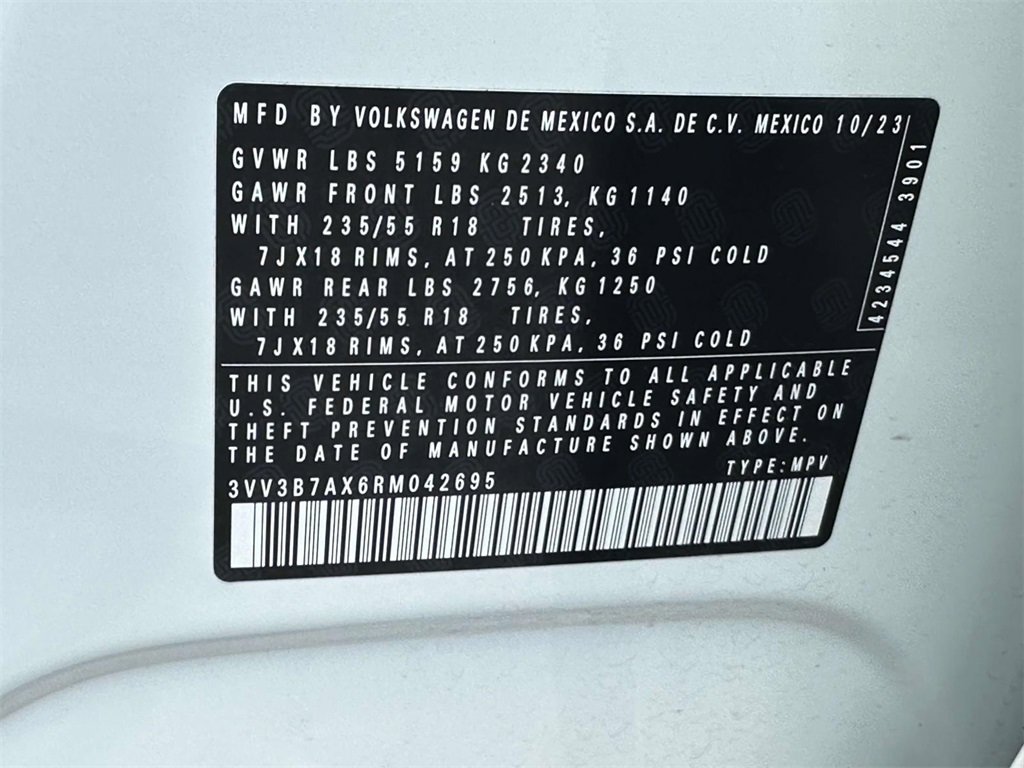 MFD BY VOLKSWAGEN DE MEXICO S.A. DE C.V. MEXICO 10/23
GVWR LBS 5159 KG 2340
GAWR FRONT LBS 2513, KG 1140
WITH 235/55 R18 TIRES,
7J X18 RIMS, AT 250 KPA, 36 PSI COLD
GAWR REAR LBS 2756, KG 1250
WITH 235/55 R18 TIRES,
7J X18 RIMS, AT 250 KPA, 36 PSI COLD
4234544 3901
THIS VEHICLE CONFORMS TO ALL APPLICABLE
U.S. FEDERAL MOTOR VEHICLE SAFETY AND
THEFT PREVENTION STANDARDS IN EFFECT ON
THE DATE OF MANUFACTURE SHOWN ABOVE.
TYPE: MPV
3VV3B7AX6RM042695